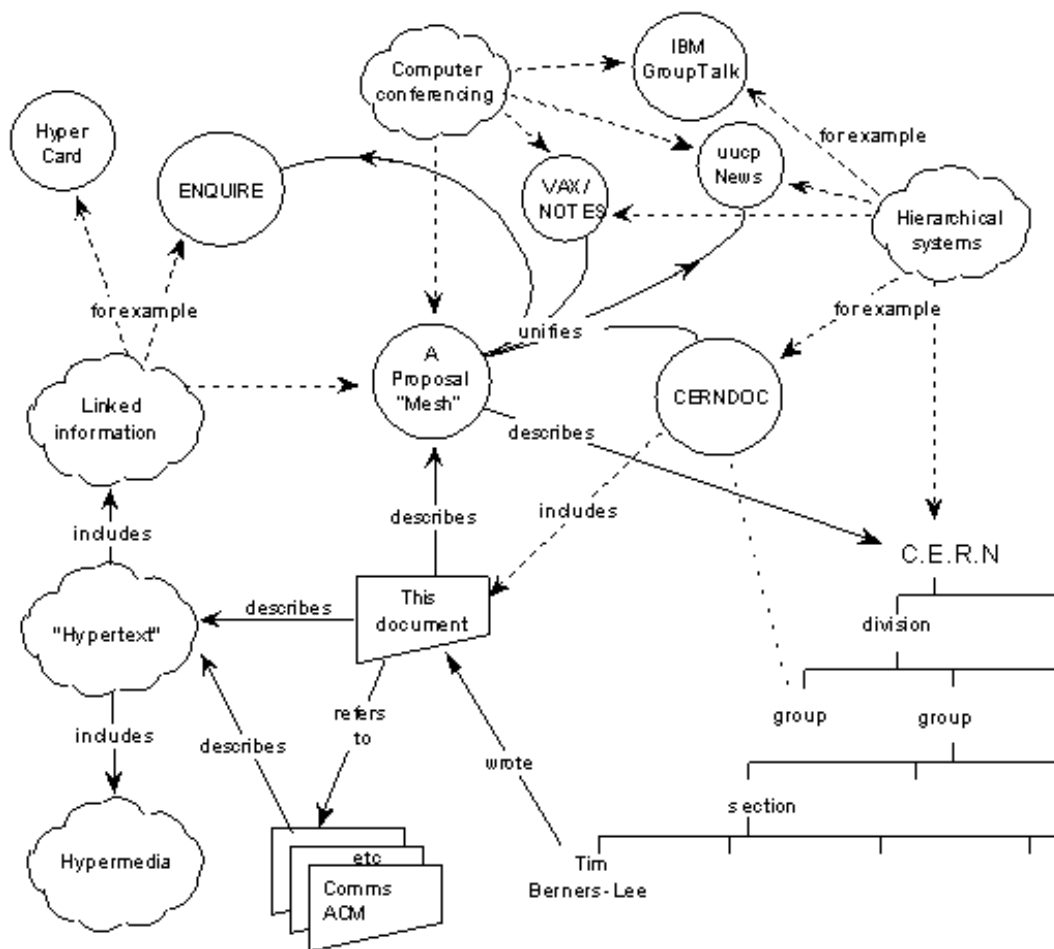 IBM
GroupTalk
Computer
conferencing
Hyper
Card
for example
uucp
News
ENQUIRE
VAX/
NOTES
Hierarchical
systems
for example
unifies
for example
A
Proposal
"Mesh"
CERNDOC
Linked
information
describes
includes
describes
includes
C.E.R.N
This
document
describes
"Hypertext"
division
refers
to
group
group
includes
describes
wrote
section
Hypermedia
etc
Comms
ACM
Tim
Berners-Lee